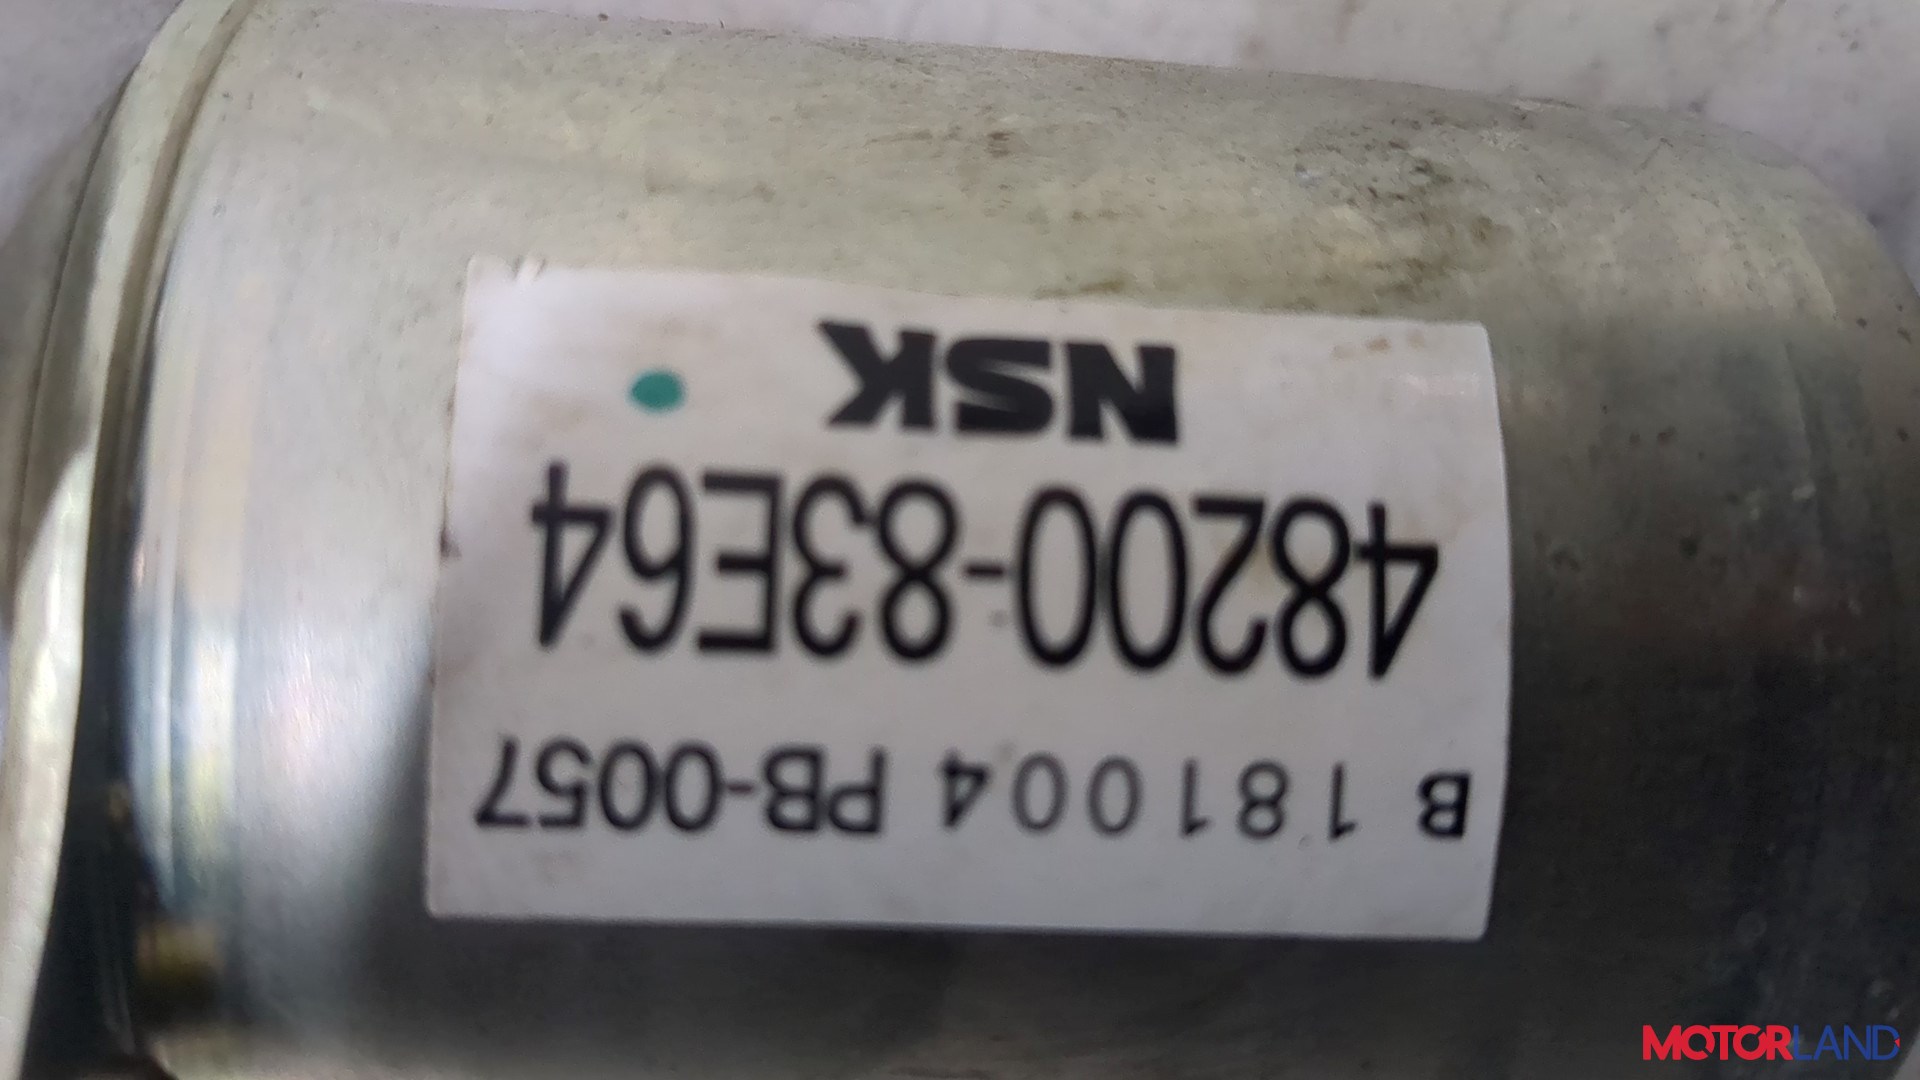 B 181004 PB-0057
48200-83E64
NSK
MOTORLAND